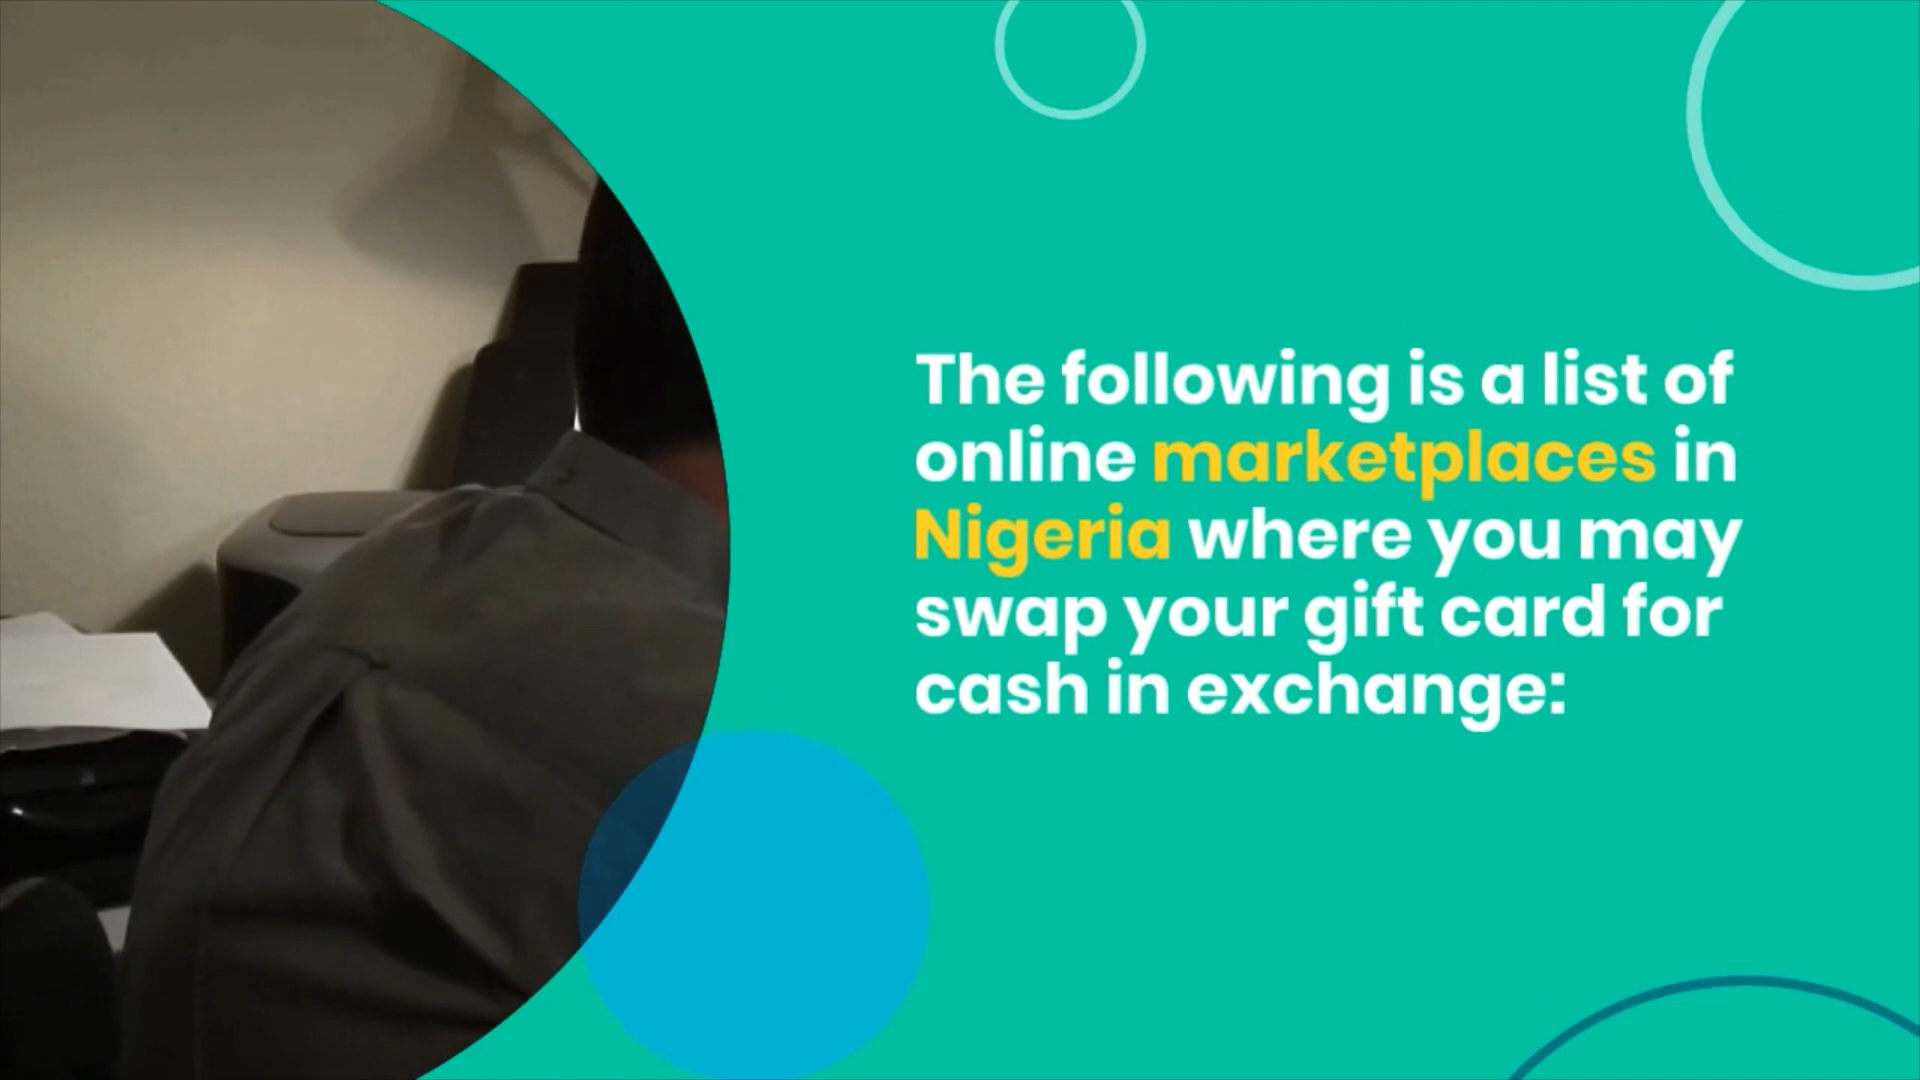 The following is a list of
online marketplaces in
Nigeria where you may
swap your gift card for
cash in exchange: